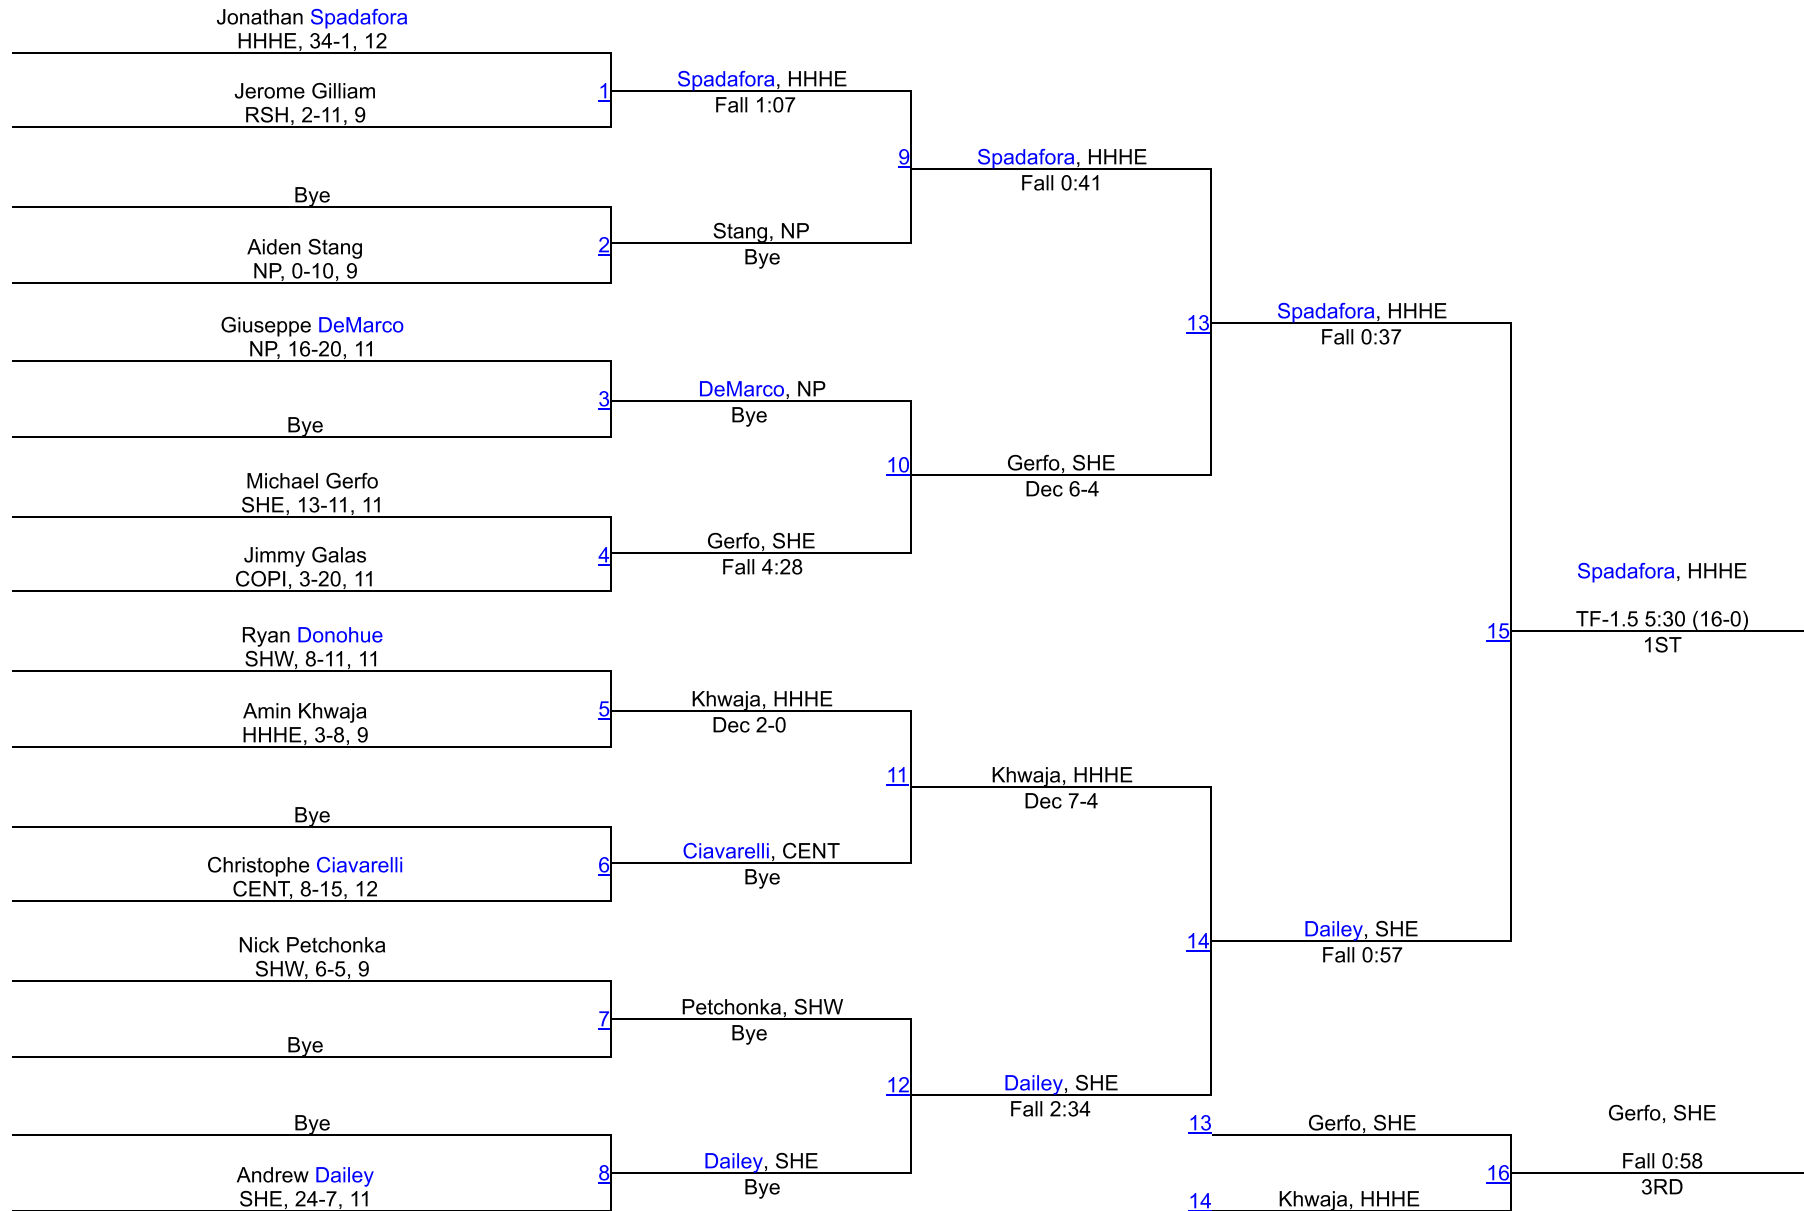 Jonathan Spadafora
HHHE, 34-1, 12
Jerome Gilliam
RSH, 2-11, 9
1
Bye
Aiden Stang
NP, 0-10, 9
2
Giuseppe DeMarco
NP, 16-20, 11
3
Bye
Michael Gerfo
SHE, 13-11, 11
Jimmy Galas
COPI, 3-20, 11
4
Ryan Donohue
SHW, 8-11, 11
Amin Khwaja
HHHE, 3-8, 9
5
Bye
Christophe Ciavarelli
CENT, 8-15, 12
6
Nick Petchonka
SHW, 6-5, 9
7
Bye
Bye
Andrew Dailey
SHE, 24-7, 11
8
Spadafora, HHHE
Fall 1:07
9
Stang, NP
Bye
DeMarco, NP
Bye
10
Gerfo, SHE
Fall 4:28
Khwaja, HHHE
Dec 2-0
11
Ciavarelli, CENT
Bye
Petchonka, SHW
Bye
12
Dailey, SHE
Bye
Spadafora, HHHE
Fall 0:41
13
Gerfo, SHE
Dec 6-4
Khwaja, HHHE
Dec 7-4
14
Dailey, SHE
Fall 2:34
Spadafora, HHHE
Fall 0:37
15
Dailey, SHE
Fall 0:57
Spadafora, HHHE
TF-1.5 5:30 (16-0)
1ST
13
Gerfo, SHE
14
Khwaja, HHHE
16
Gerfo, SHE
Fall 0:58
3RD